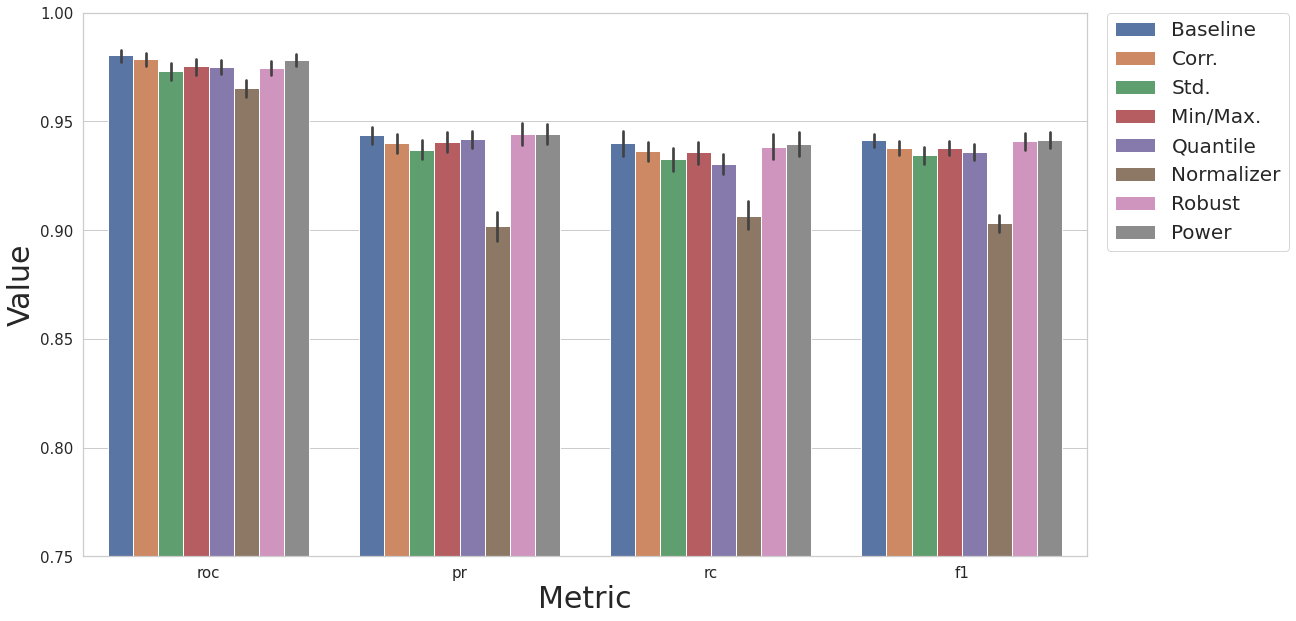 1.00
0.95
0.90
0.85
0.80
0.75
Value
roc
pr
rc
f1
Metric
Baseline
Corr.
Std.
Min/Max.
Quantile
Normalizer
Robust
Power